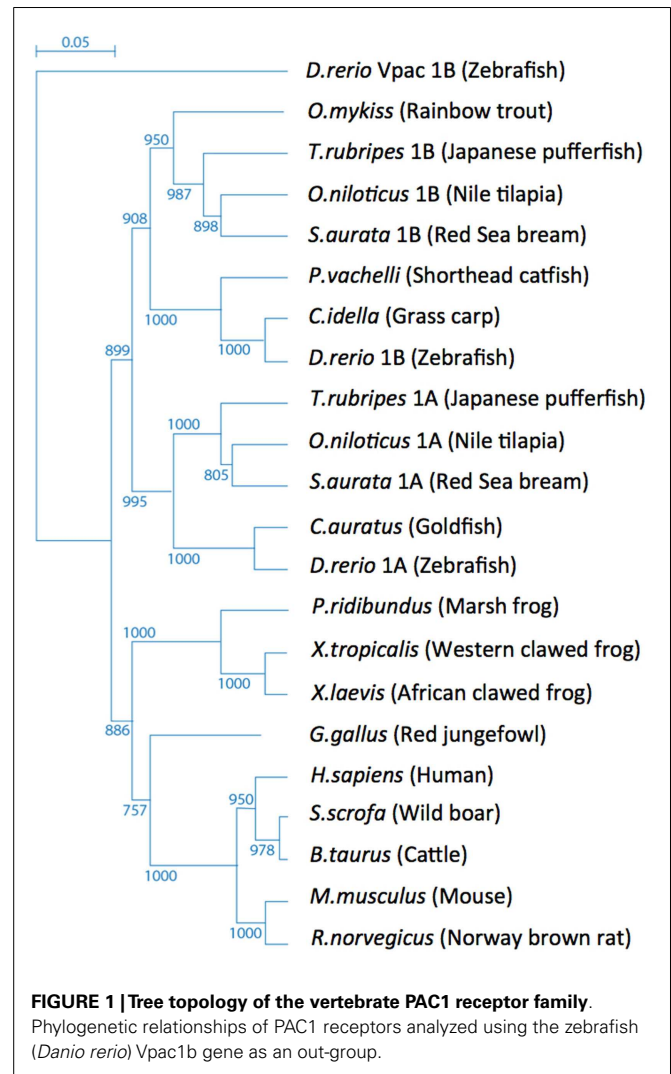 0.05
D.rerio Vpac 1B (Zebrafish)
O.mykiss (Rainbow trout)
950
T.rubripes 1B (Japanese pufferfish)
987
O.niloticus 1B (Nile tilapia)
908
898
S.aurata 1B (Red Sea bream)
P.vachelli (Shorthead catfish)
1000
C.idella (Grass carp)
899
1000
D.rerio 1B (Zebrafish)
T.rubripes 1A (Japanese pufferfish)
1000
O.niloticus 1A (Nile tilapia)
805
S.aurata 1A (Red Sea bream)
995
C.auratus (Goldfish)
1000
D.rerio 1A (Zebrafish)
P.ridibundus (Marsh frog)
1000
X.tropicalis (Western clawed frog)
1000
X.laevis (African clawed frog)
886
G.gallus (Red jungefowl)
H.sapiens (Human)
950
757
S.scrofa (Wild boar)
978
B.taurus (Cattle)
1000
M.musculus (Mouse)
1000
R.norvegicus (Norway brown rat)
FIGURE 1 | Tree topology of the vertebrate PAC1 receptor family.
Phylogenetic relationships of PAC1 receptors analyzed using the zebrafish
(Danio rerio) Vpac1b gene as an out-group.